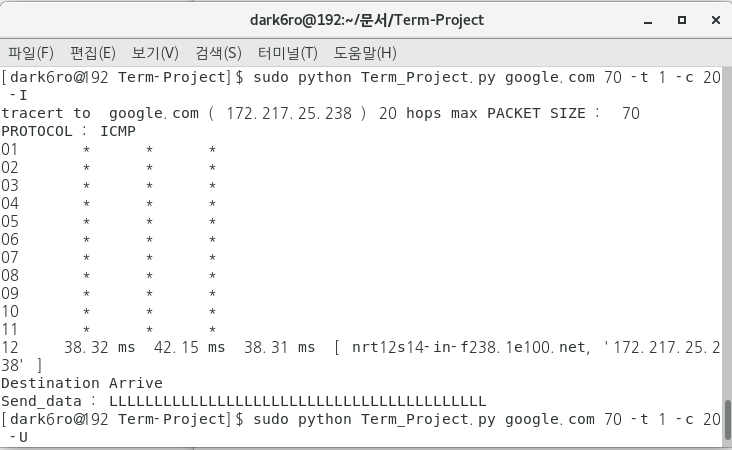 dark6ro@192:~/문서/Term-Project
파일(F) 편집(E) 보기(V) 검색(S) 터미널(T) 도움말(H)
[dark6ro@192 Term-Project]$ sudo python Term_Project.py google.com 70 -t 1 -c 20
-I
tracert to google.com ( 172.217.25.238 ) 20 hops max PACKET SIZE : 70
PROTOCOL : ICMP
01 * * *
02 * * *
03 * * *
04 * * *
05 * * *
06 * * *
07 * * *
08 * * *
09 * * *
10 * * *
11 * * *
12 38.32 ms 42.15 ms 38.31 ms [ nrt12s14-in-f238.1e100.net, '172.217.25.2
38' ]
Destination Arrive
Send_data : LLLLLLLLLLLLLLLLLLLLLLLLLLLLLLLLLLLLLLLLLL
[dark6ro@192 Term-Project]$ sudo python Term_Project.py google.com 70 -t 1 -c 20
-U